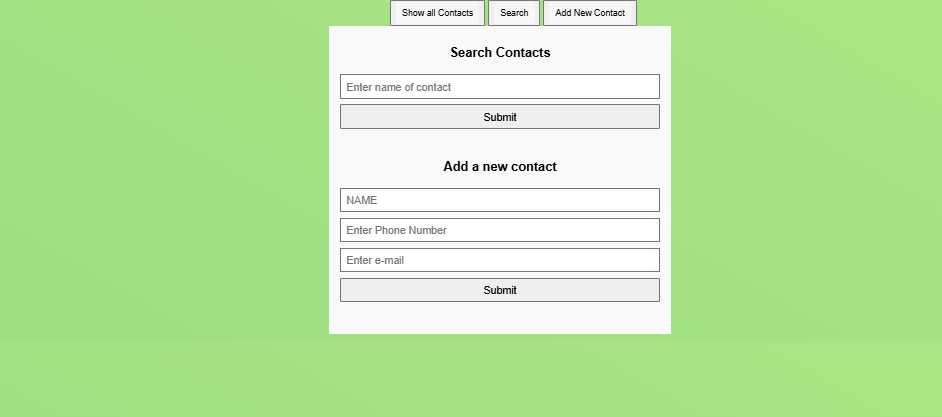 Show all Contacts Search Add New Contact
Search Contacts
Enter name of contact
Submit
Add a new contact
NAME
Enter Phone Number
Enter e-mail
Submit